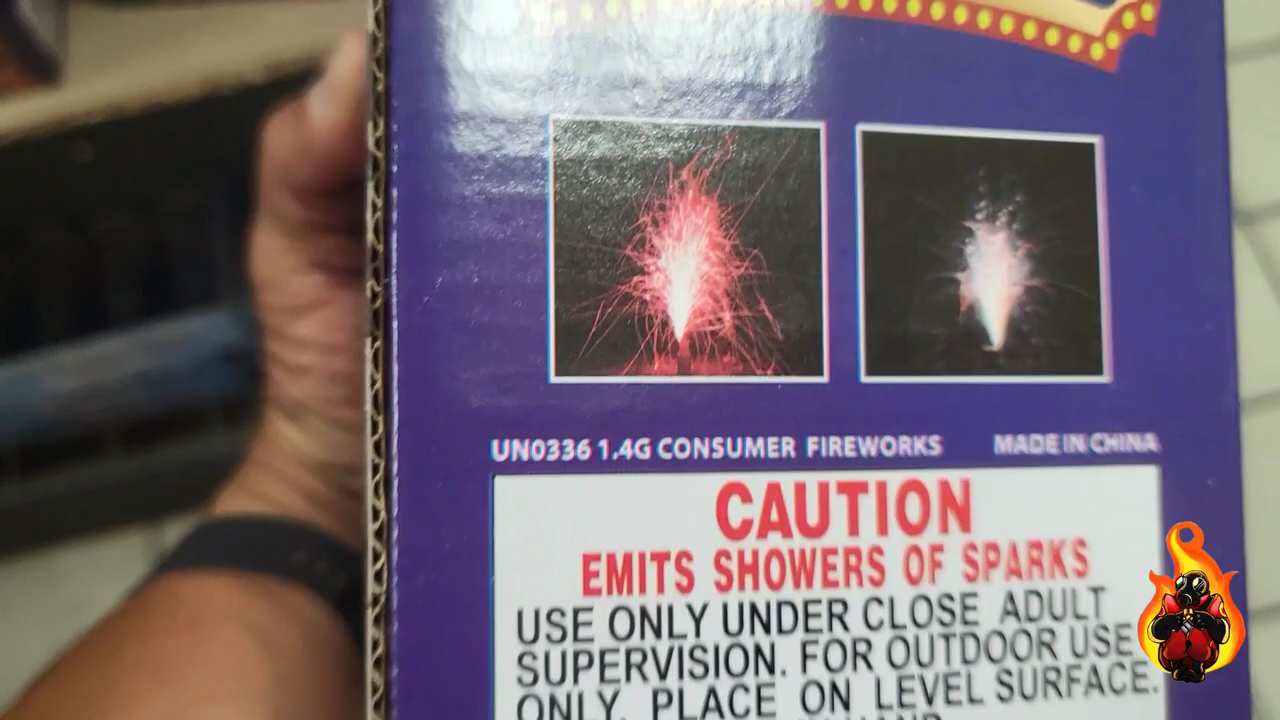 UN0336 1.4G CONSUMER FIREWORKS MADE IN CHINA
CAUTION
EMITS SHOWERS OF SPARKS
USE ONLY UNDER CLOSE ADULT
SUPERVISION. FOR OUTDOOR USE
ONLY. PLACE ON LEVEL SURFACE.